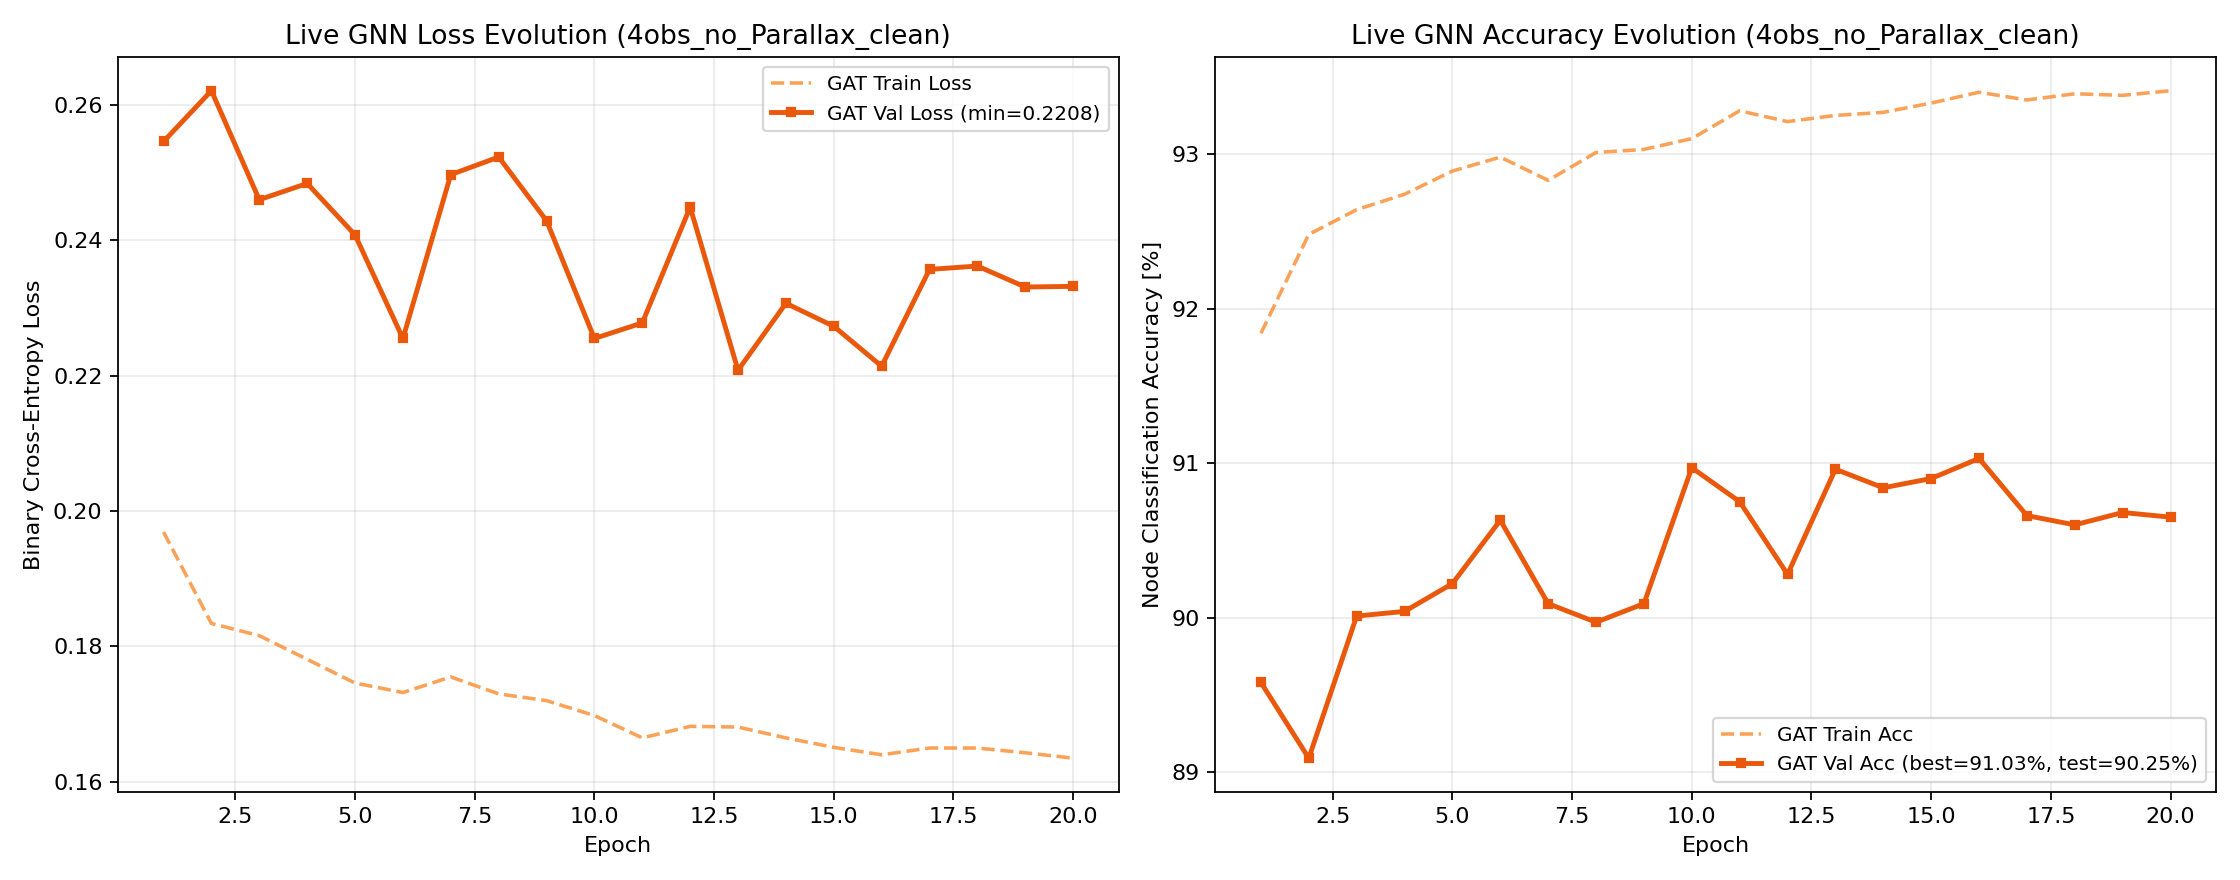 Live GNN Loss Evolution (4obs_no_Parallax_clean)
GAT Train Loss
GAT Val Loss (min=0.2208)
Binary Cross-Entropy Loss
0.26
0.24
0.22
0.20
0.18
0.16
2.5 5.0 7.5 10.0 12.5 15.0 17.5 20.0
Epoch
Live GNN Accuracy Evolution (4obs_no_Parallax_clean)
Node Classification Accuracy [%]
93
92
91
90
89
GAT Train Acc
GAT Val Acc (best=91.03%, test=90.25%)
2.5 5.0 7.5 10.0 12.5 15.0 17.5 20.0
Epoch